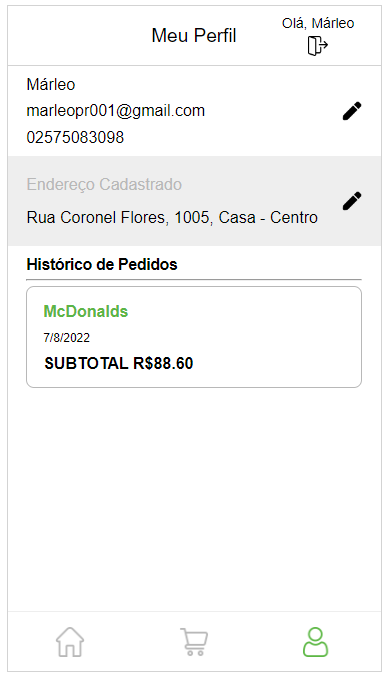 Meu Perfil
Olá, Márleo
Márleo
marleopr001@gmail.com
02575083098
Endereço Cadastrado
Rua Coronel Flores, 1005, Casa - Centro
Histórico de Pedidos
McDonalds
7/8/2022
SUBTOTAL R$88.60